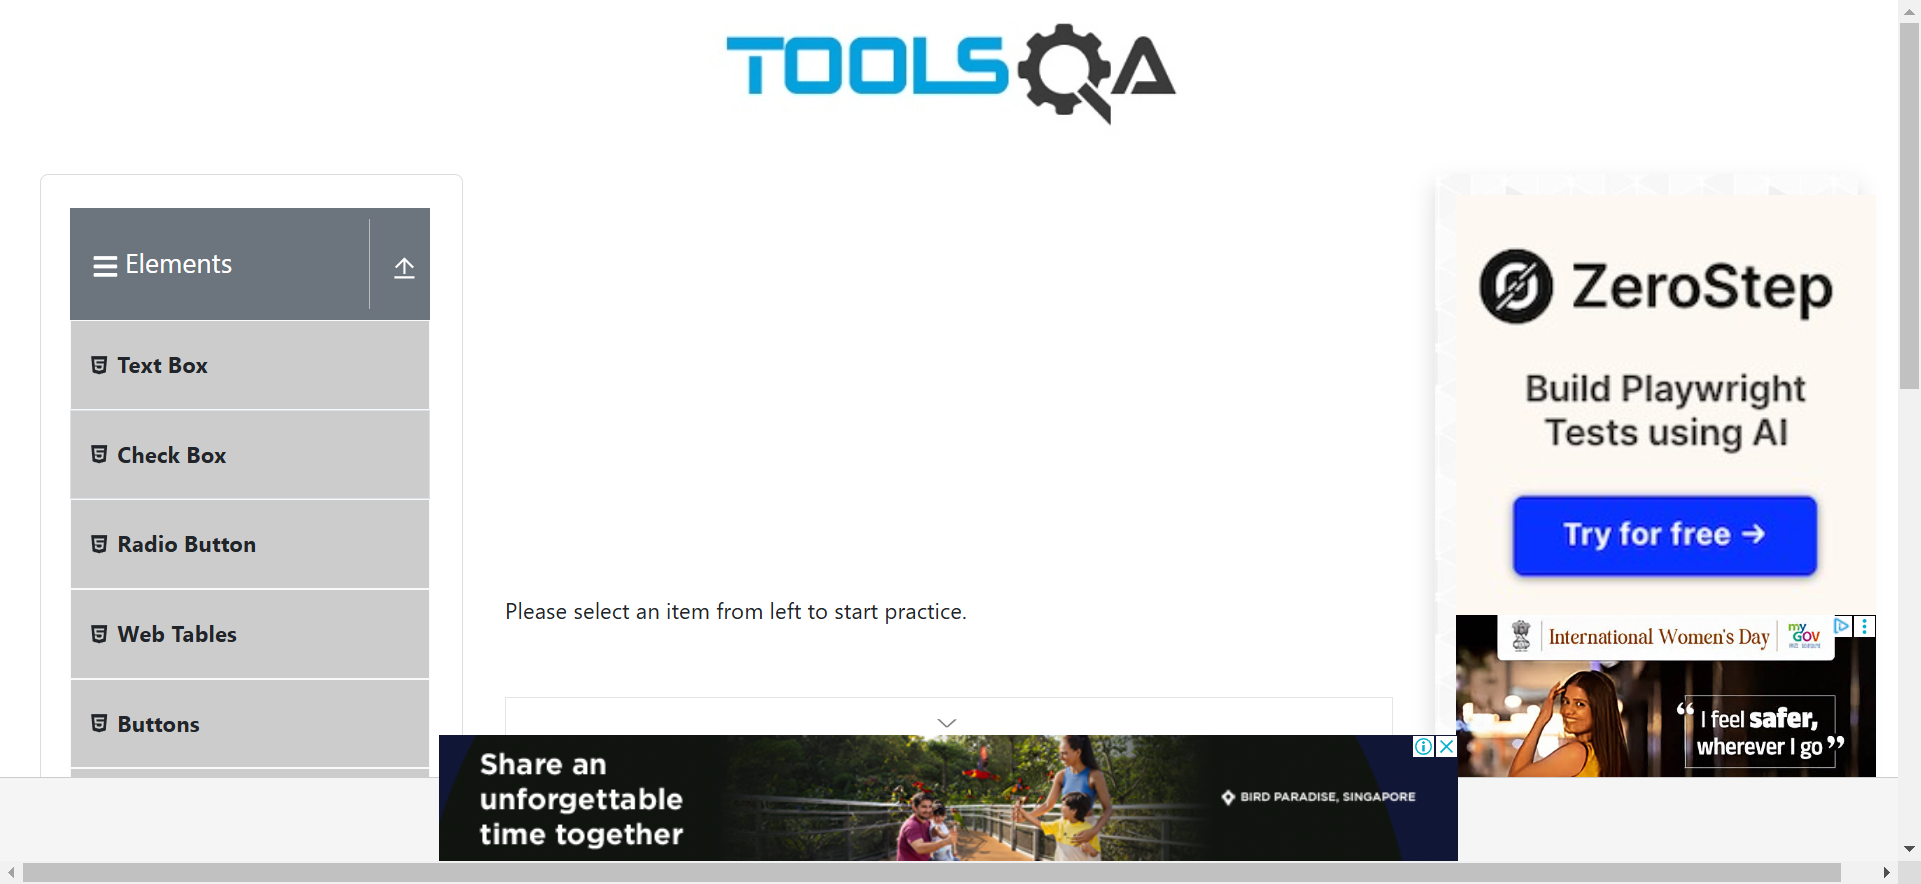 TOOLSQA
Elements
Text Box
Check Box
Radio Button
Web Tables
Buttons
Please select an item from left to start practice.
ZeroStep
Build Playwright
Tests using AI
Try for free →
International Women's Day
my
GOV
“I feel safer,
wherever I go”
Share an
unforgettable
time together
BIRD PARADISE, SINGAPORE